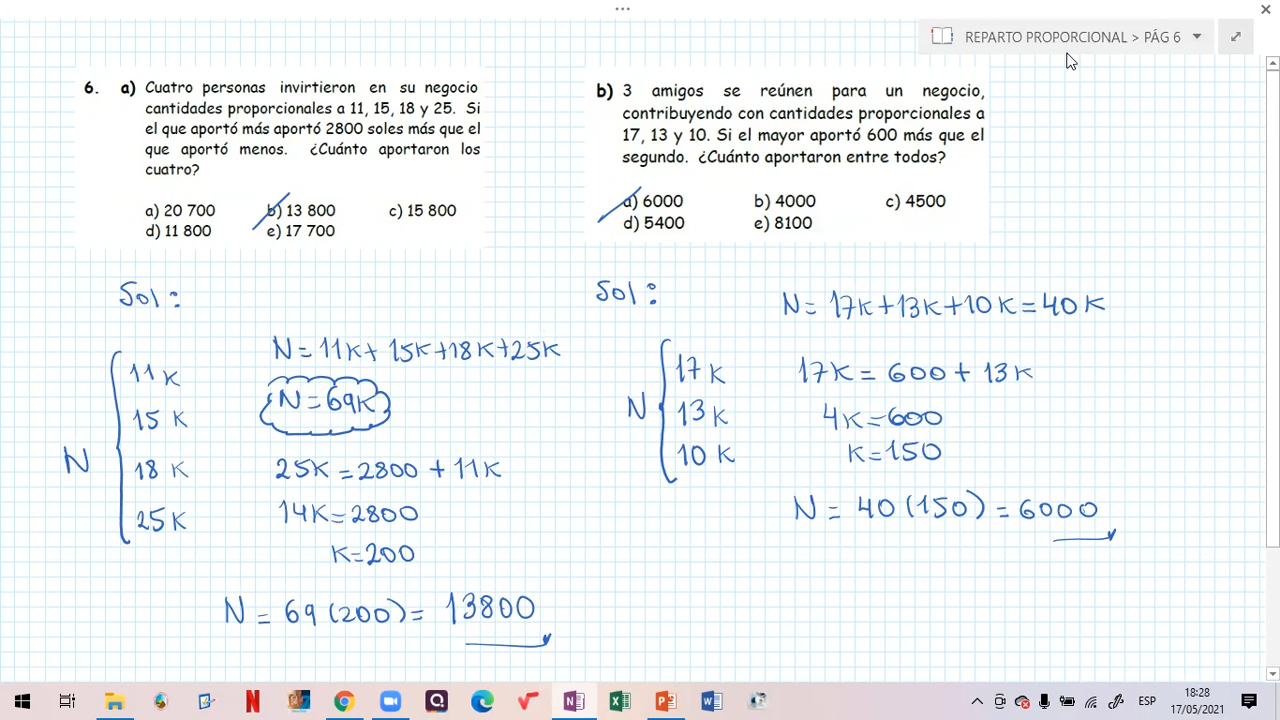 REPARTO PROPORCIONAL > PÁG 6
6. a) Cuatro personas invirtieron en su negocio
cantidades proporcionales a 11, 15, 18 y 25. Si
el que aportó más aportó 2800 soles más que el
que aportó menos. ¿Cuánto aportaron los
cuatro?
a) 20 700 b) 13 800 c) 15 800
d) 11 800 e) 17 700
Sol:
N = 11K + 15K + 18K + 25K
N = 69K
N
11K
15K
18K
25K
25K = 2800 + 11K
14K = 2800
K = 200
N = 69 (200) = 13800
b) 3 amigos se reúnen para un negocio,
contribuyendo con cantidades proporcionales a
17, 13 y 10. Si el mayor aportó 600 más que el
segundo. ¿Cuánto aportaron entre todos?
a) 6000 b) 4000 c) 4500
d) 5400 e) 8100
Sol:
N = 17K + 13K + 10K = 40K
N
17K
13K
10K
17K = 600 + 13K
4K = 600
K = 150
N = 40 (150) = 6000
ESP
18:28
17/05/2021